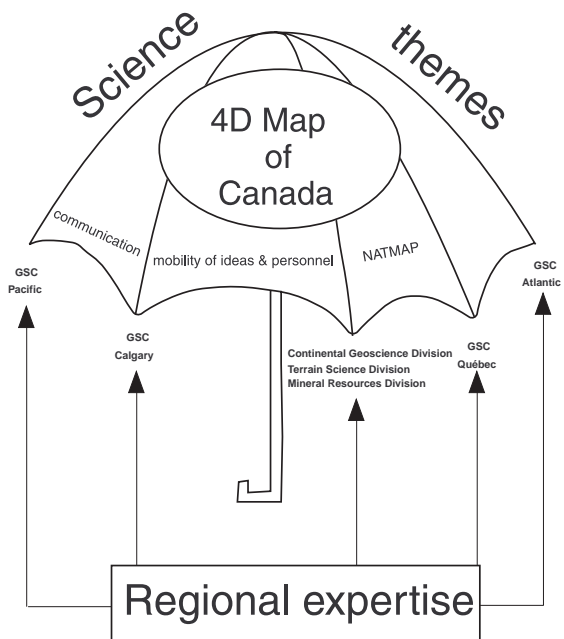 Science
themes
4D Map
of
Canada
communication
mobility of ideas & personnel
NATMAP
GSC
Pacific
GSC
Calgary
Continental Geoscience Division
Terrain Science Division
Mineral Resources Division
GSC
Québec
GSC
Atlantic
Regional expertise